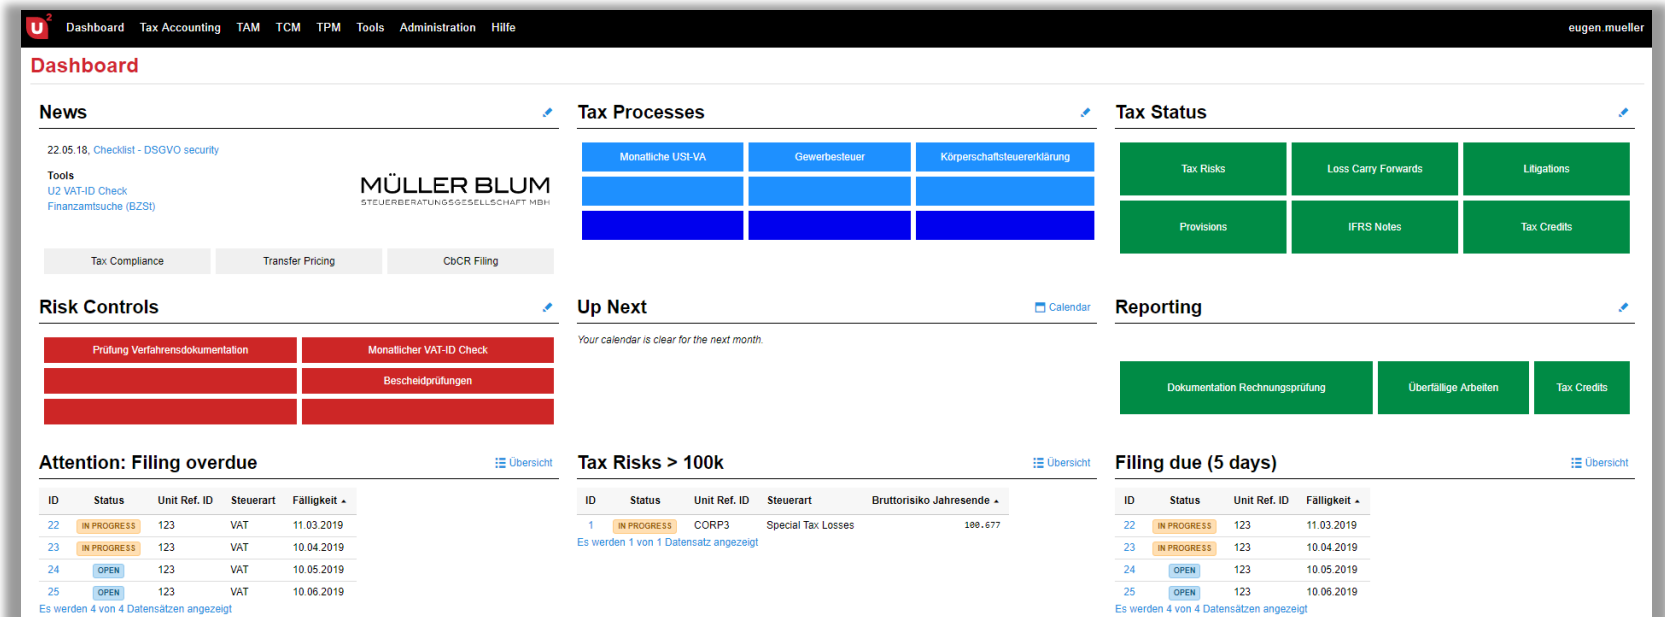 U2
Dashboard Tax Accounting TAM TCM TPM Tools Administration Hilfe eugen.mueller
Dashboard
News
22.05.18, Checklist - DSGVO security
Tools
U2 VAT-ID Check
Finanzamtsuche (BZSt)
MÜLLER BLUM
STEUERBERATUNGSGESELLSCHAFT MBH
Tax Compliance Transfer Pricing CbCR Filing
Tax Processes
Monatliche USt-VA Gewerbesteuer Körperschaftsteuererklärung
Tax Status
Tax Risks Loss Carry Forwards Litigations
Provisions IFRS Notes Tax Credits
Risk Controls
Prüfung Verfahrensdokumentation Monatlicher VAT-ID Check
Bescheidprüfungen
Up Next Calendar
Your calendar is clear for the next month.
Reporting
Dokumentation Rechnungsprüfung Überfällige Arbeiten Tax Credits
Attention: Filing overdue Übersicht
ID Status Unit Ref. ID Steuerart Fälligkeit
22 IN PROGRESS 123 VAT 11.03.2019
23 IN PROGRESS 123 VAT 10.04.2019
24 OPEN 123 VAT 10.05.2019
25 OPEN 123 VAT 10.06.2019
Es werden 4 von 4 Datensätzen angezeigt
Tax Risks > 100k Übersicht
ID Status Unit Ref. ID Steuerart Bruttorisiko Jahresende
1 IN PROGRESS CORP3 Special Tax Losses 100.677
Es werden 1 von 1 Datensatz angezeigt
Filing due (5 days) Übersicht
ID Status Unit Ref. ID Fälligkeit
22 IN PROGRESS 123 11.03.2019
23 IN PROGRESS 123 10.04.2019
24 OPEN 123 10.05.2019
25 OPEN 123 10.06.2019
Es werden 4 von 4 Datensätzen angezeigt